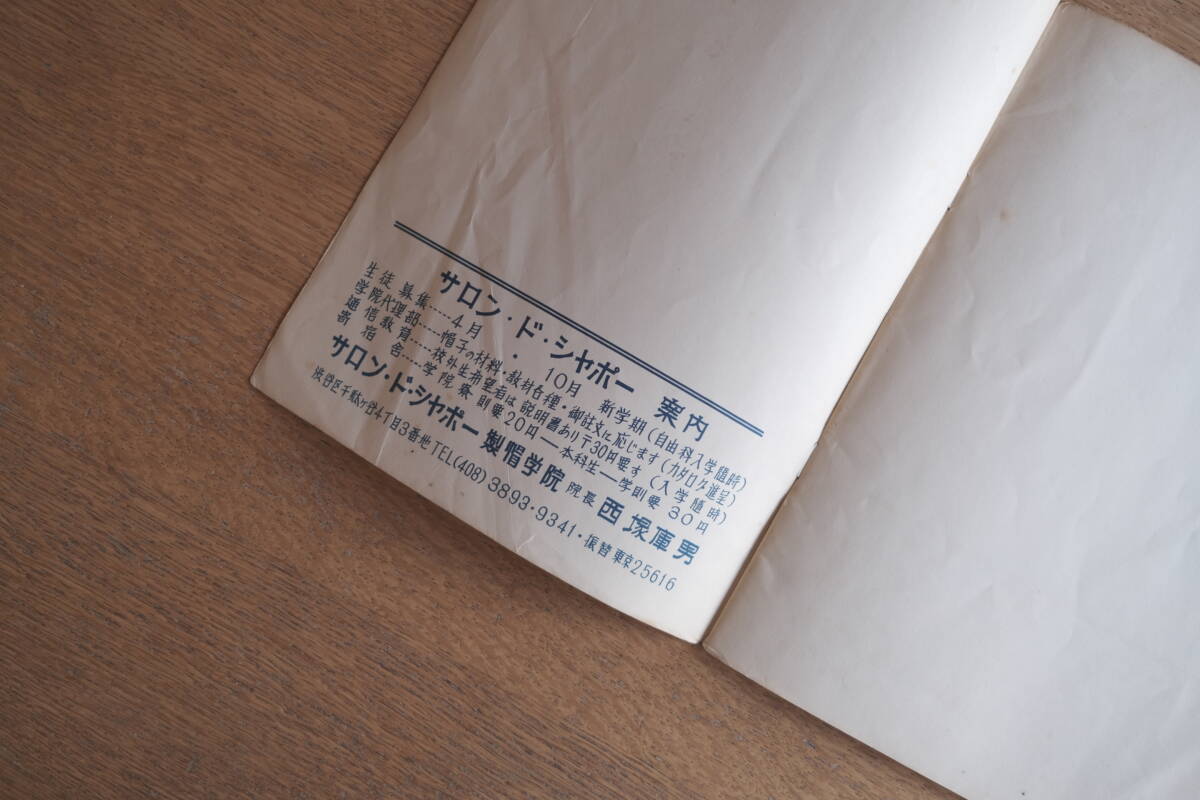 サロン・ド・シャポー 案内
生徒募集……4月・10月 新学期(自由科入学随時)
学院代理部……帽子の材料・教材各種・御註文に応じます(カタログ進呈)
通信教育……校外生希望者は説明書あり〒30円要す(入学随時)
寄宿舎……学院寮 則要20円―本科生―学則要30円
サロン・ド・シャポー 製帽学院 院長 西塚庫男
渋谷区千駄ヶ谷4丁目3番地 TEL(408)3893・9341・振替東京25616